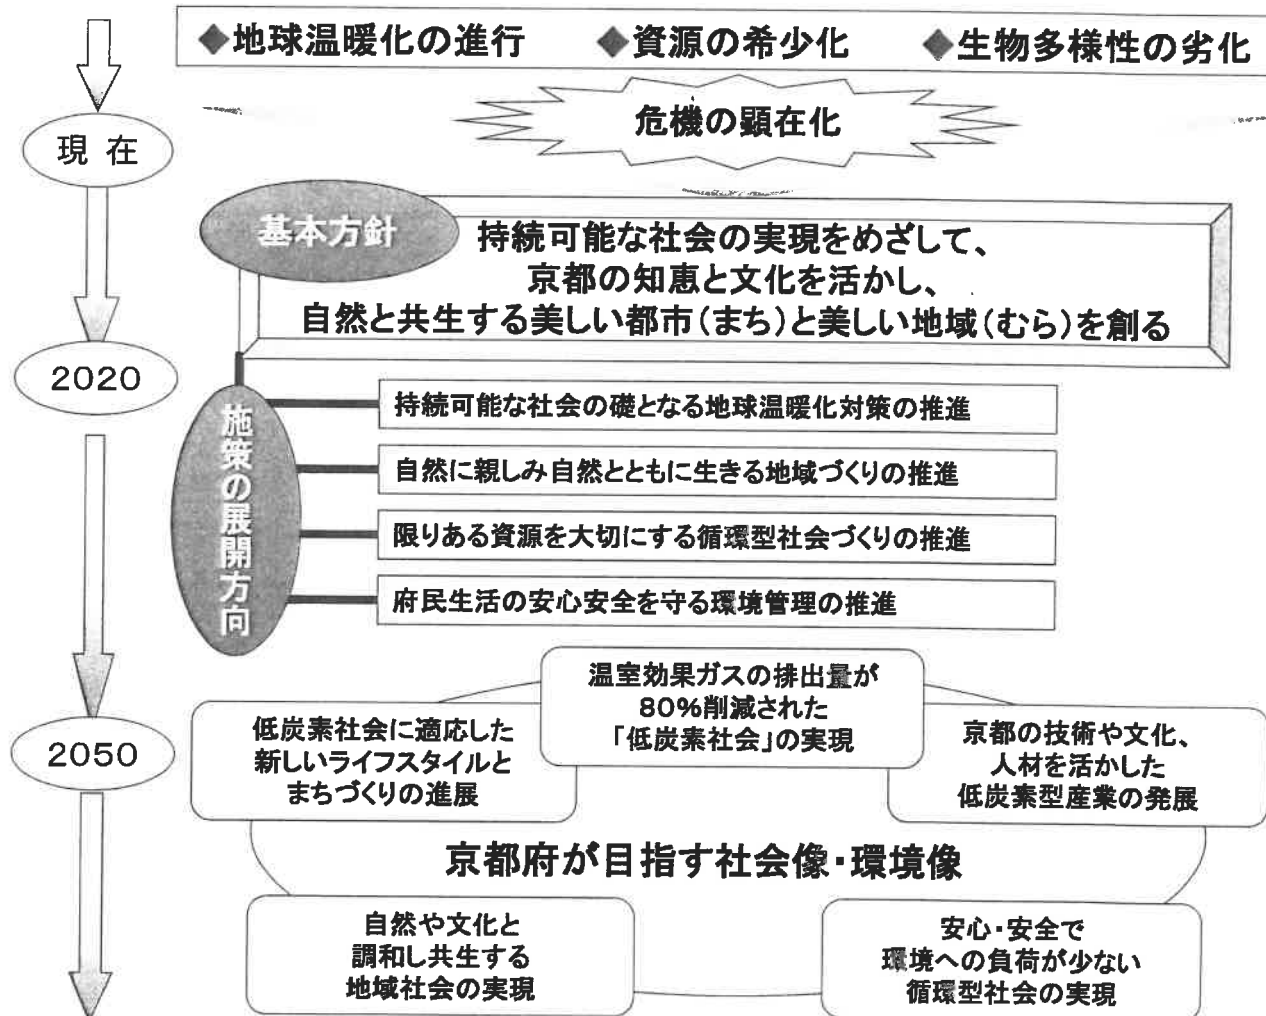 ◆地球温暖化の進行 ◆資源の希少化 ◆生物多様性の劣化
危機の顕在化
現 在
基本方針
持続可能な社会の実現をめざして、
京都の知恵と文化を活かし、
自然と共生する美しい都市(まち)と美しい地域(むら)を創る
2020
施策の展開方向
持続可能な社会の礎となる地球温暖化対策の推進
自然に親しみ自然とともに生きる地域づくりの推進
限りある資源を大切にする循環型社会づくりの推進
府民生活の安心安全を守る環境管理の推進
2050
温室効果ガスの排出量が
80%削減された
「低炭素社会」の実現
低炭素社会に適応した
新しいライフスタイルと
まちづくりの進展
京都の技術や文化、
人材を活かした
低炭素型産業の発展
京都府が目指す社会像・環境像
自然や文化と
調和し共生する
地域社会の実現
安心・安全で
環境への負荷が少ない
循環型社会の実現